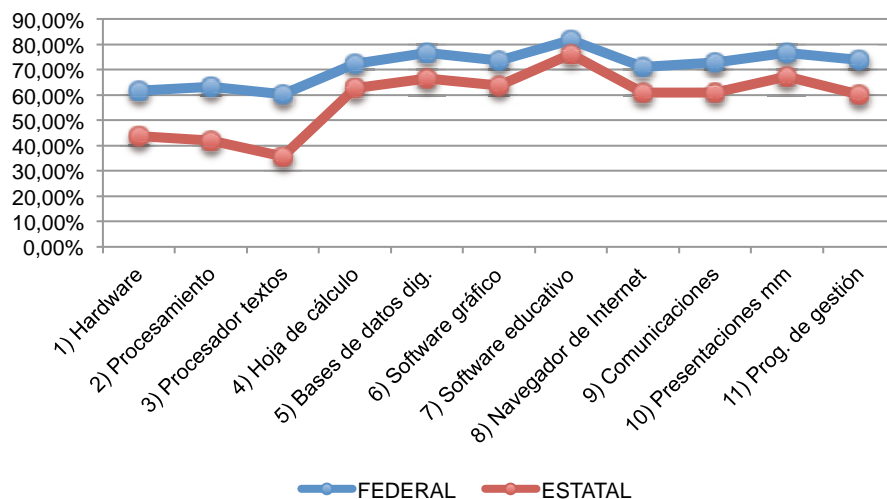 90,00%
80,00%
70,00%
60,00%
50,00%
40,00%
30,00%
20,00%
10,00%
0,00%
1) Hardware
2) Procesamiento
3) Procesador textos
4) Hoja de cálculo
5) Bases de datos dig.
6) Software gráfico
7) Software educativo
8) Navegador de Internet
9) Comunicaciones
10) Presentaciones mm
11) Prog. de gestión
FEDERAL ESTATAL